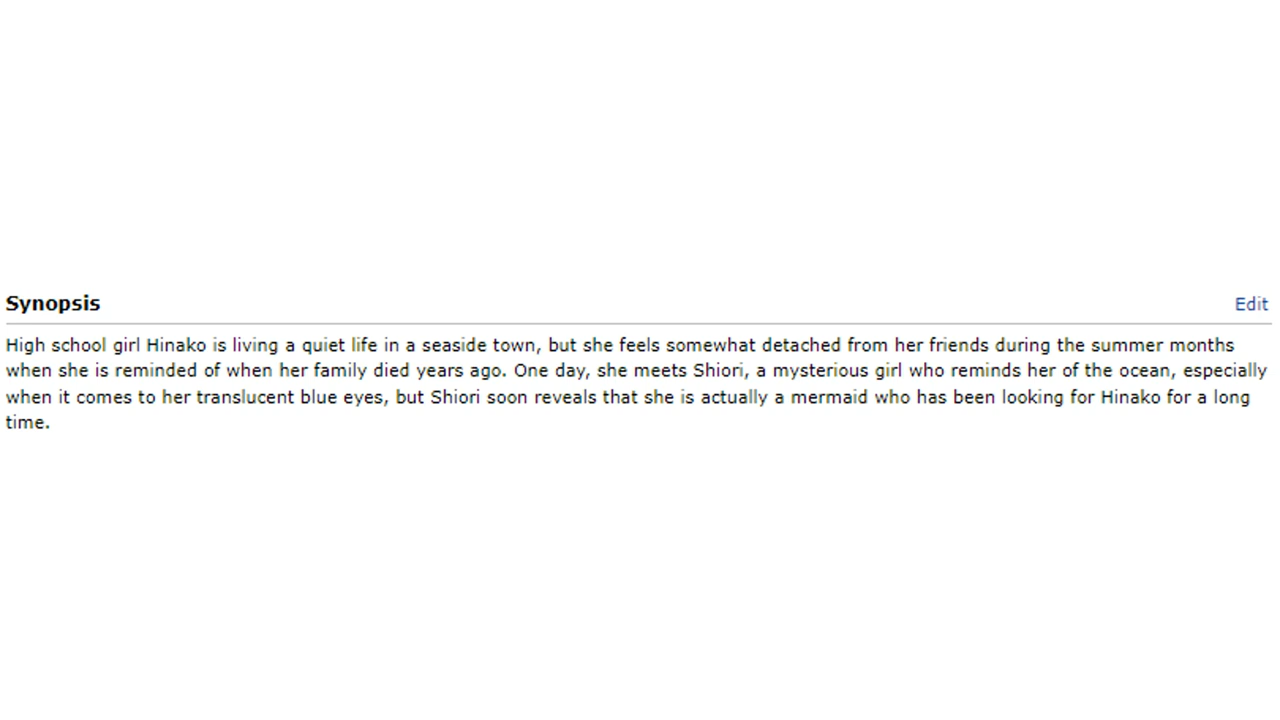 Synopsis
Edit
High school girl Hinako is living a quiet life in a seaside town, but she feels somewhat detached from her friends during the summer months
when she is reminded of when her family died years ago. One day, she meets Shiori, a mysterious girl who reminds her of the ocean, especially
when it comes to her translucent blue eyes, but Shiori soon reveals that she is actually a mermaid who has been looking for Hinako for a long
time.